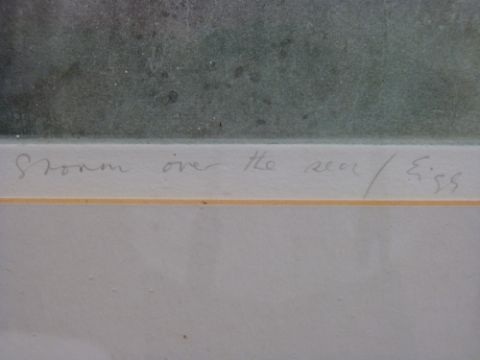 Storm over the sea / Eigg